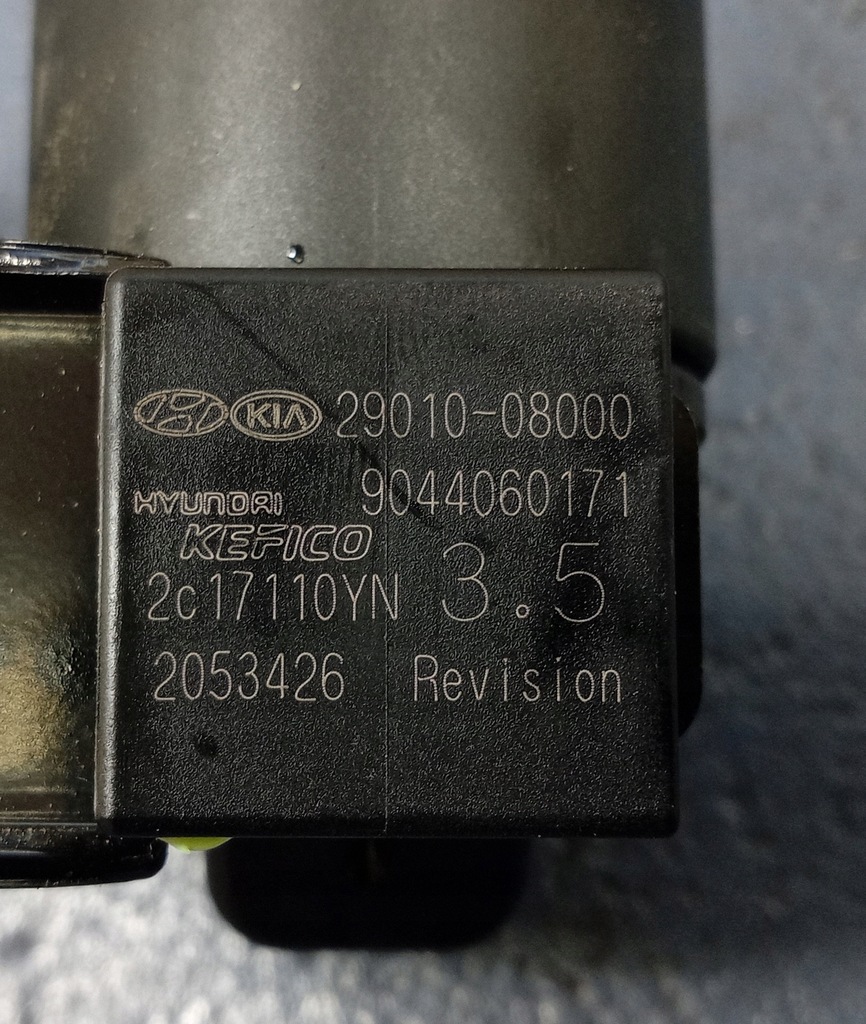 KIA 29010-08000
HYUNDAI 9044060171
KEFICO
2c17110YN 3.5
2053426 Revision